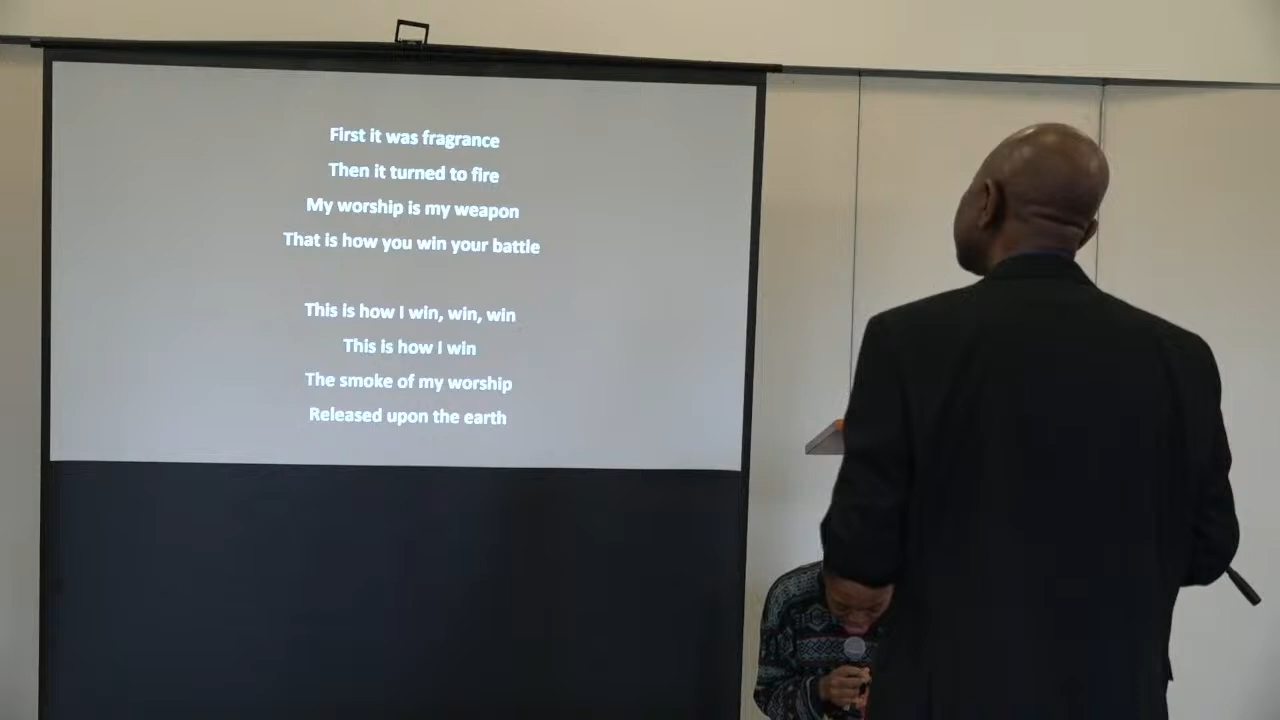 First it was fragrance
Then it turned to fire
My worship is my weapon
That is how you win your battle
This is how I win, win, win
This is how I win
The smoke of my worship
Released upon the earth